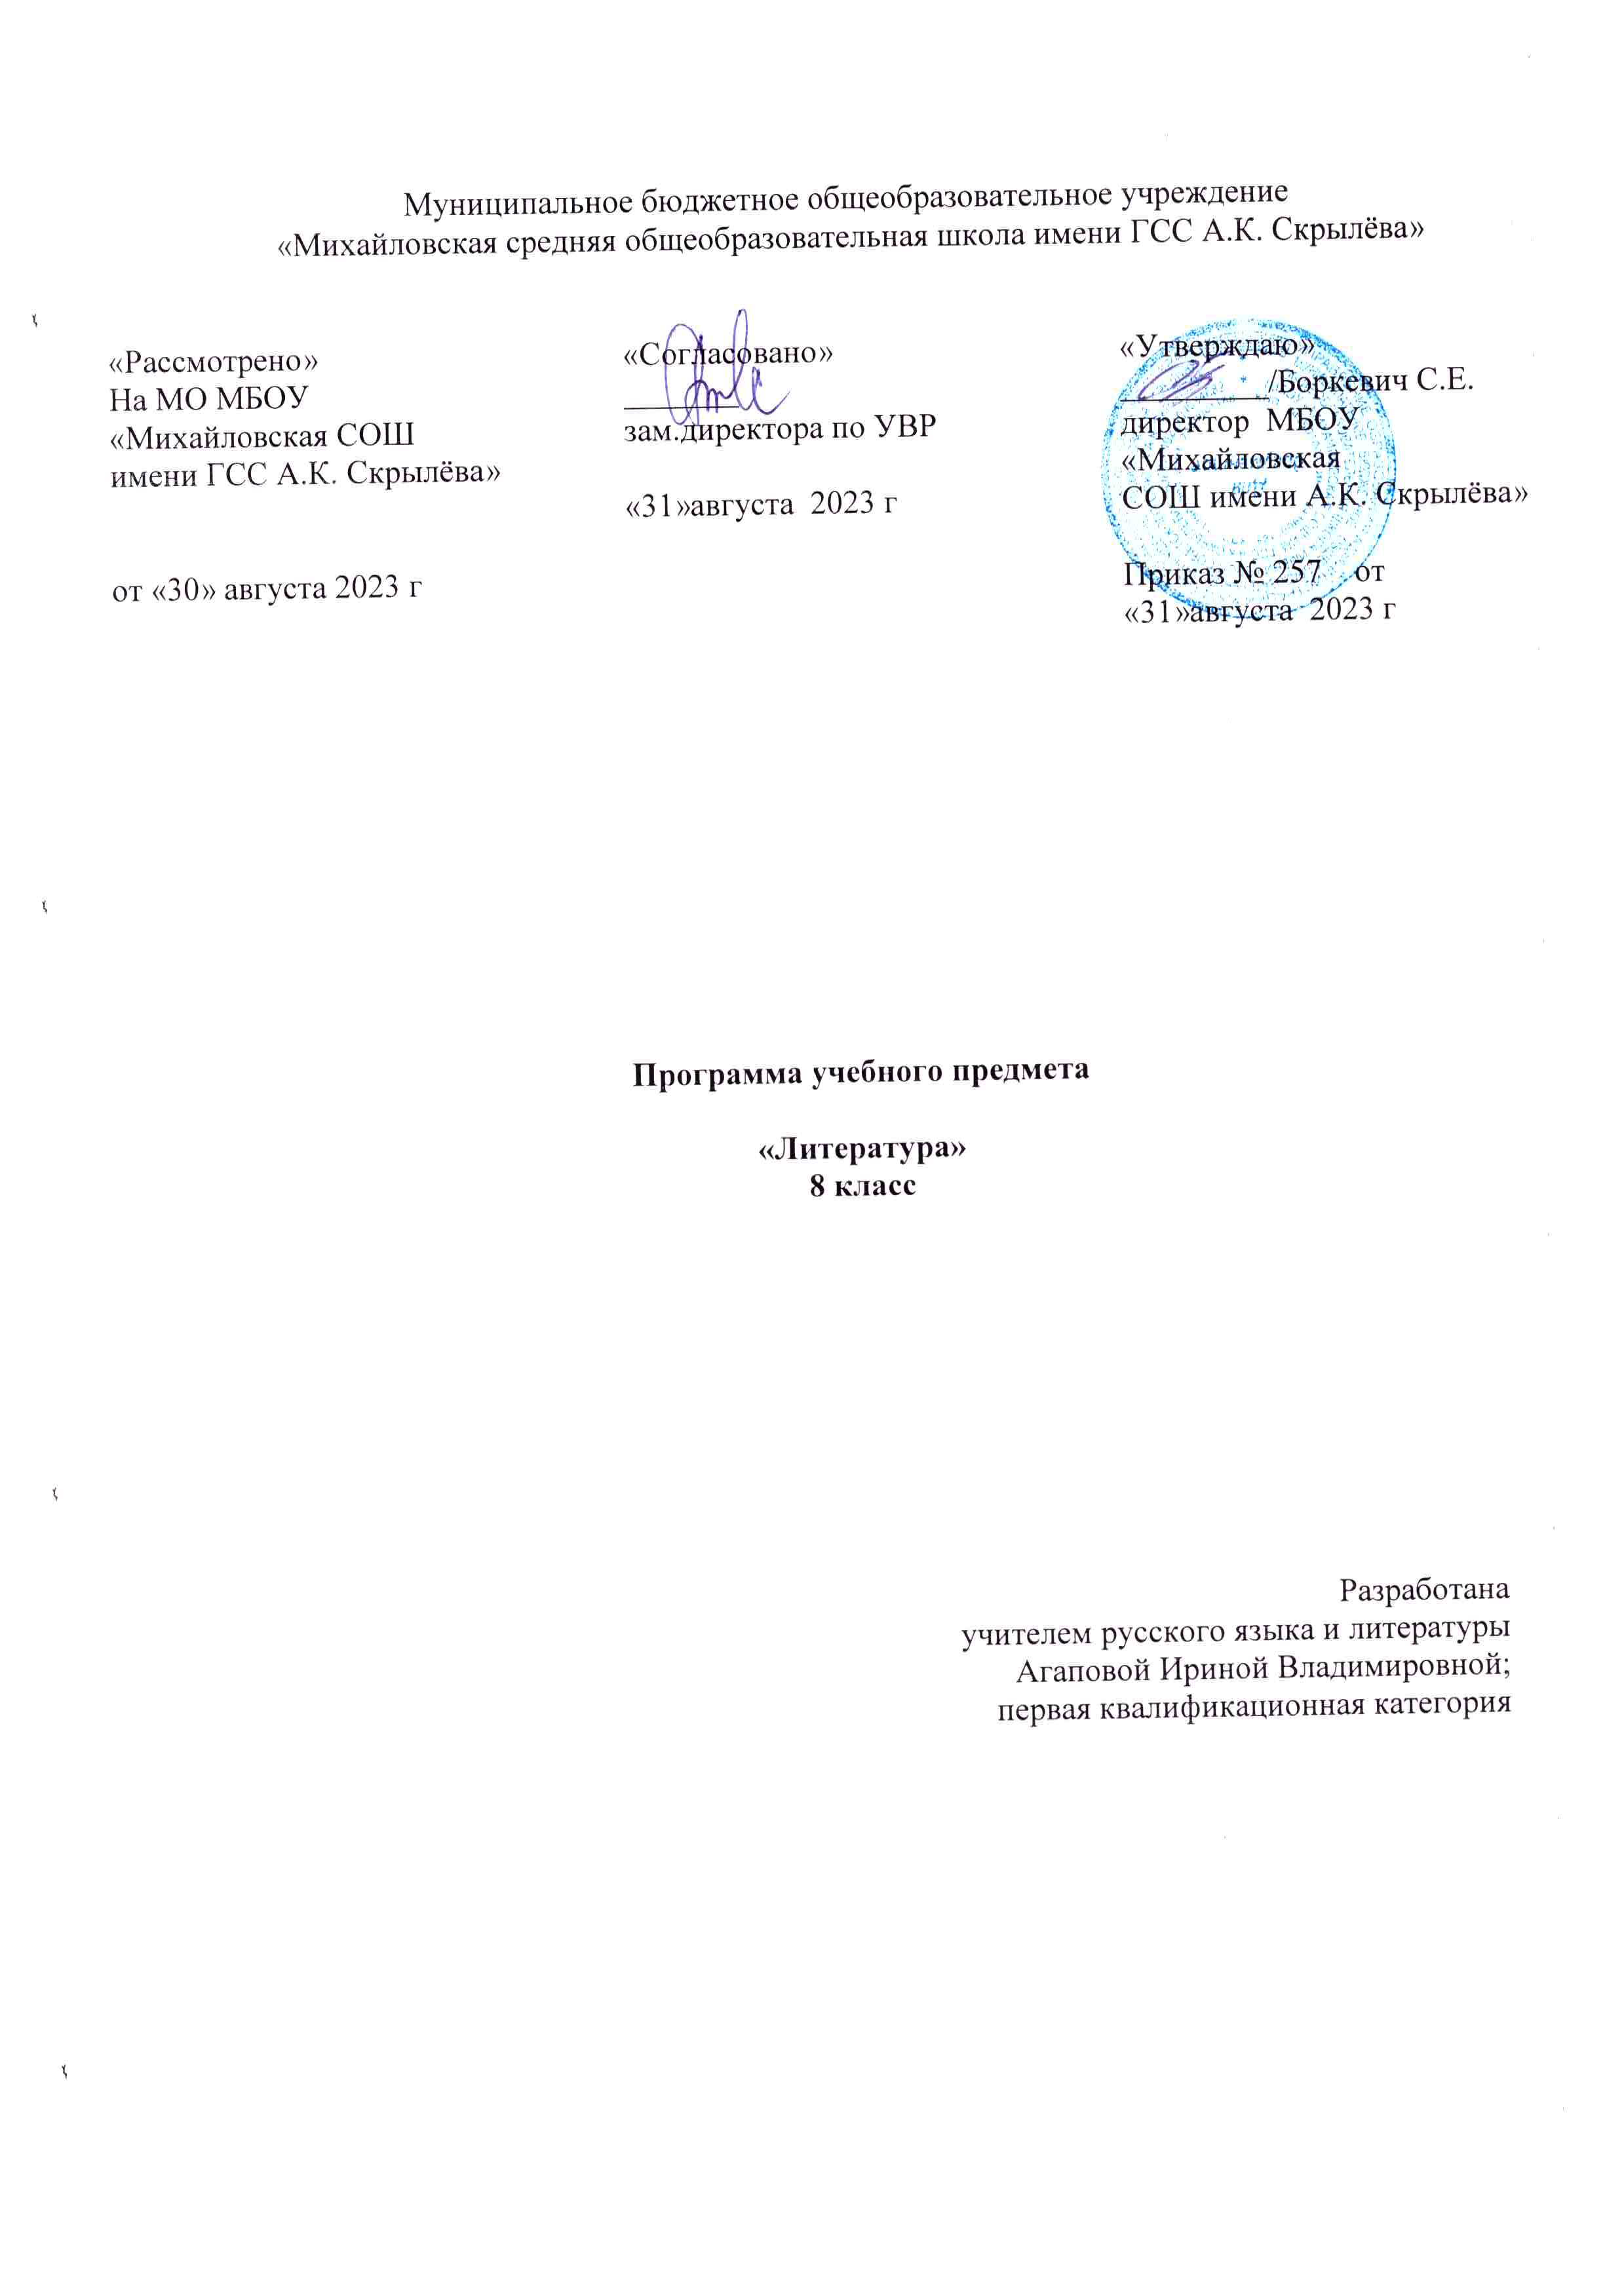 Муниципальное бюджетное общеобразовательное учреждение
«Михайловская средняя общеобразовательная школа имени ГСС А.К. Скрылёва»
«Рассмотрено»
На МО МБОУ
«Михайловская СОШ
имени ГСС А.К. Скрылёва»
от «30» августа 2023 г
«Согласовано»
зам.директора по УВР
«31»августа 2023 г
«Утверждаю»
/Боркевич С.Е.
директор МБОУ
«Михайловская
СОШ имени А.К. Скрылёва»
Приказ № 257 от
«31»августа 2023 г
Программа учебного предмета
«Литература»
8 класс
Разработана
учителем русского языка и литературы
Агаповой Ириной Владимировной;
первая квалификационная категория